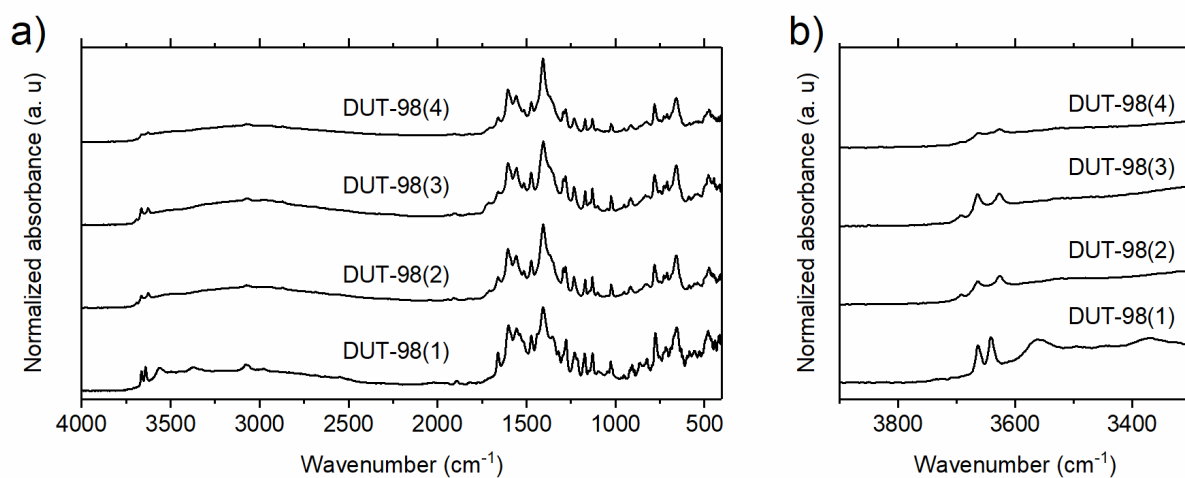 a)
Normalized absorbance (a. u)
DUT-98(4)
DUT-98(3)
DUT-98(2)
DUT-98(1)
4000 3500 3000 2500 2000 1500 1000 500
Wavenumber (cm⁻¹)
b)
Normalized absorbance (a. u)
DUT-98(4)
DUT-98(3)
DUT-98(2)
DUT-98(1)
3800 3600 3400
Wavenumber (cm⁻¹)